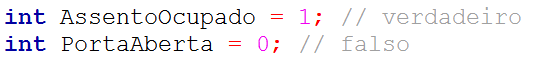 int AssentoOcupado = 1; // verdadeiro
int PortaAberta = 0; // falso